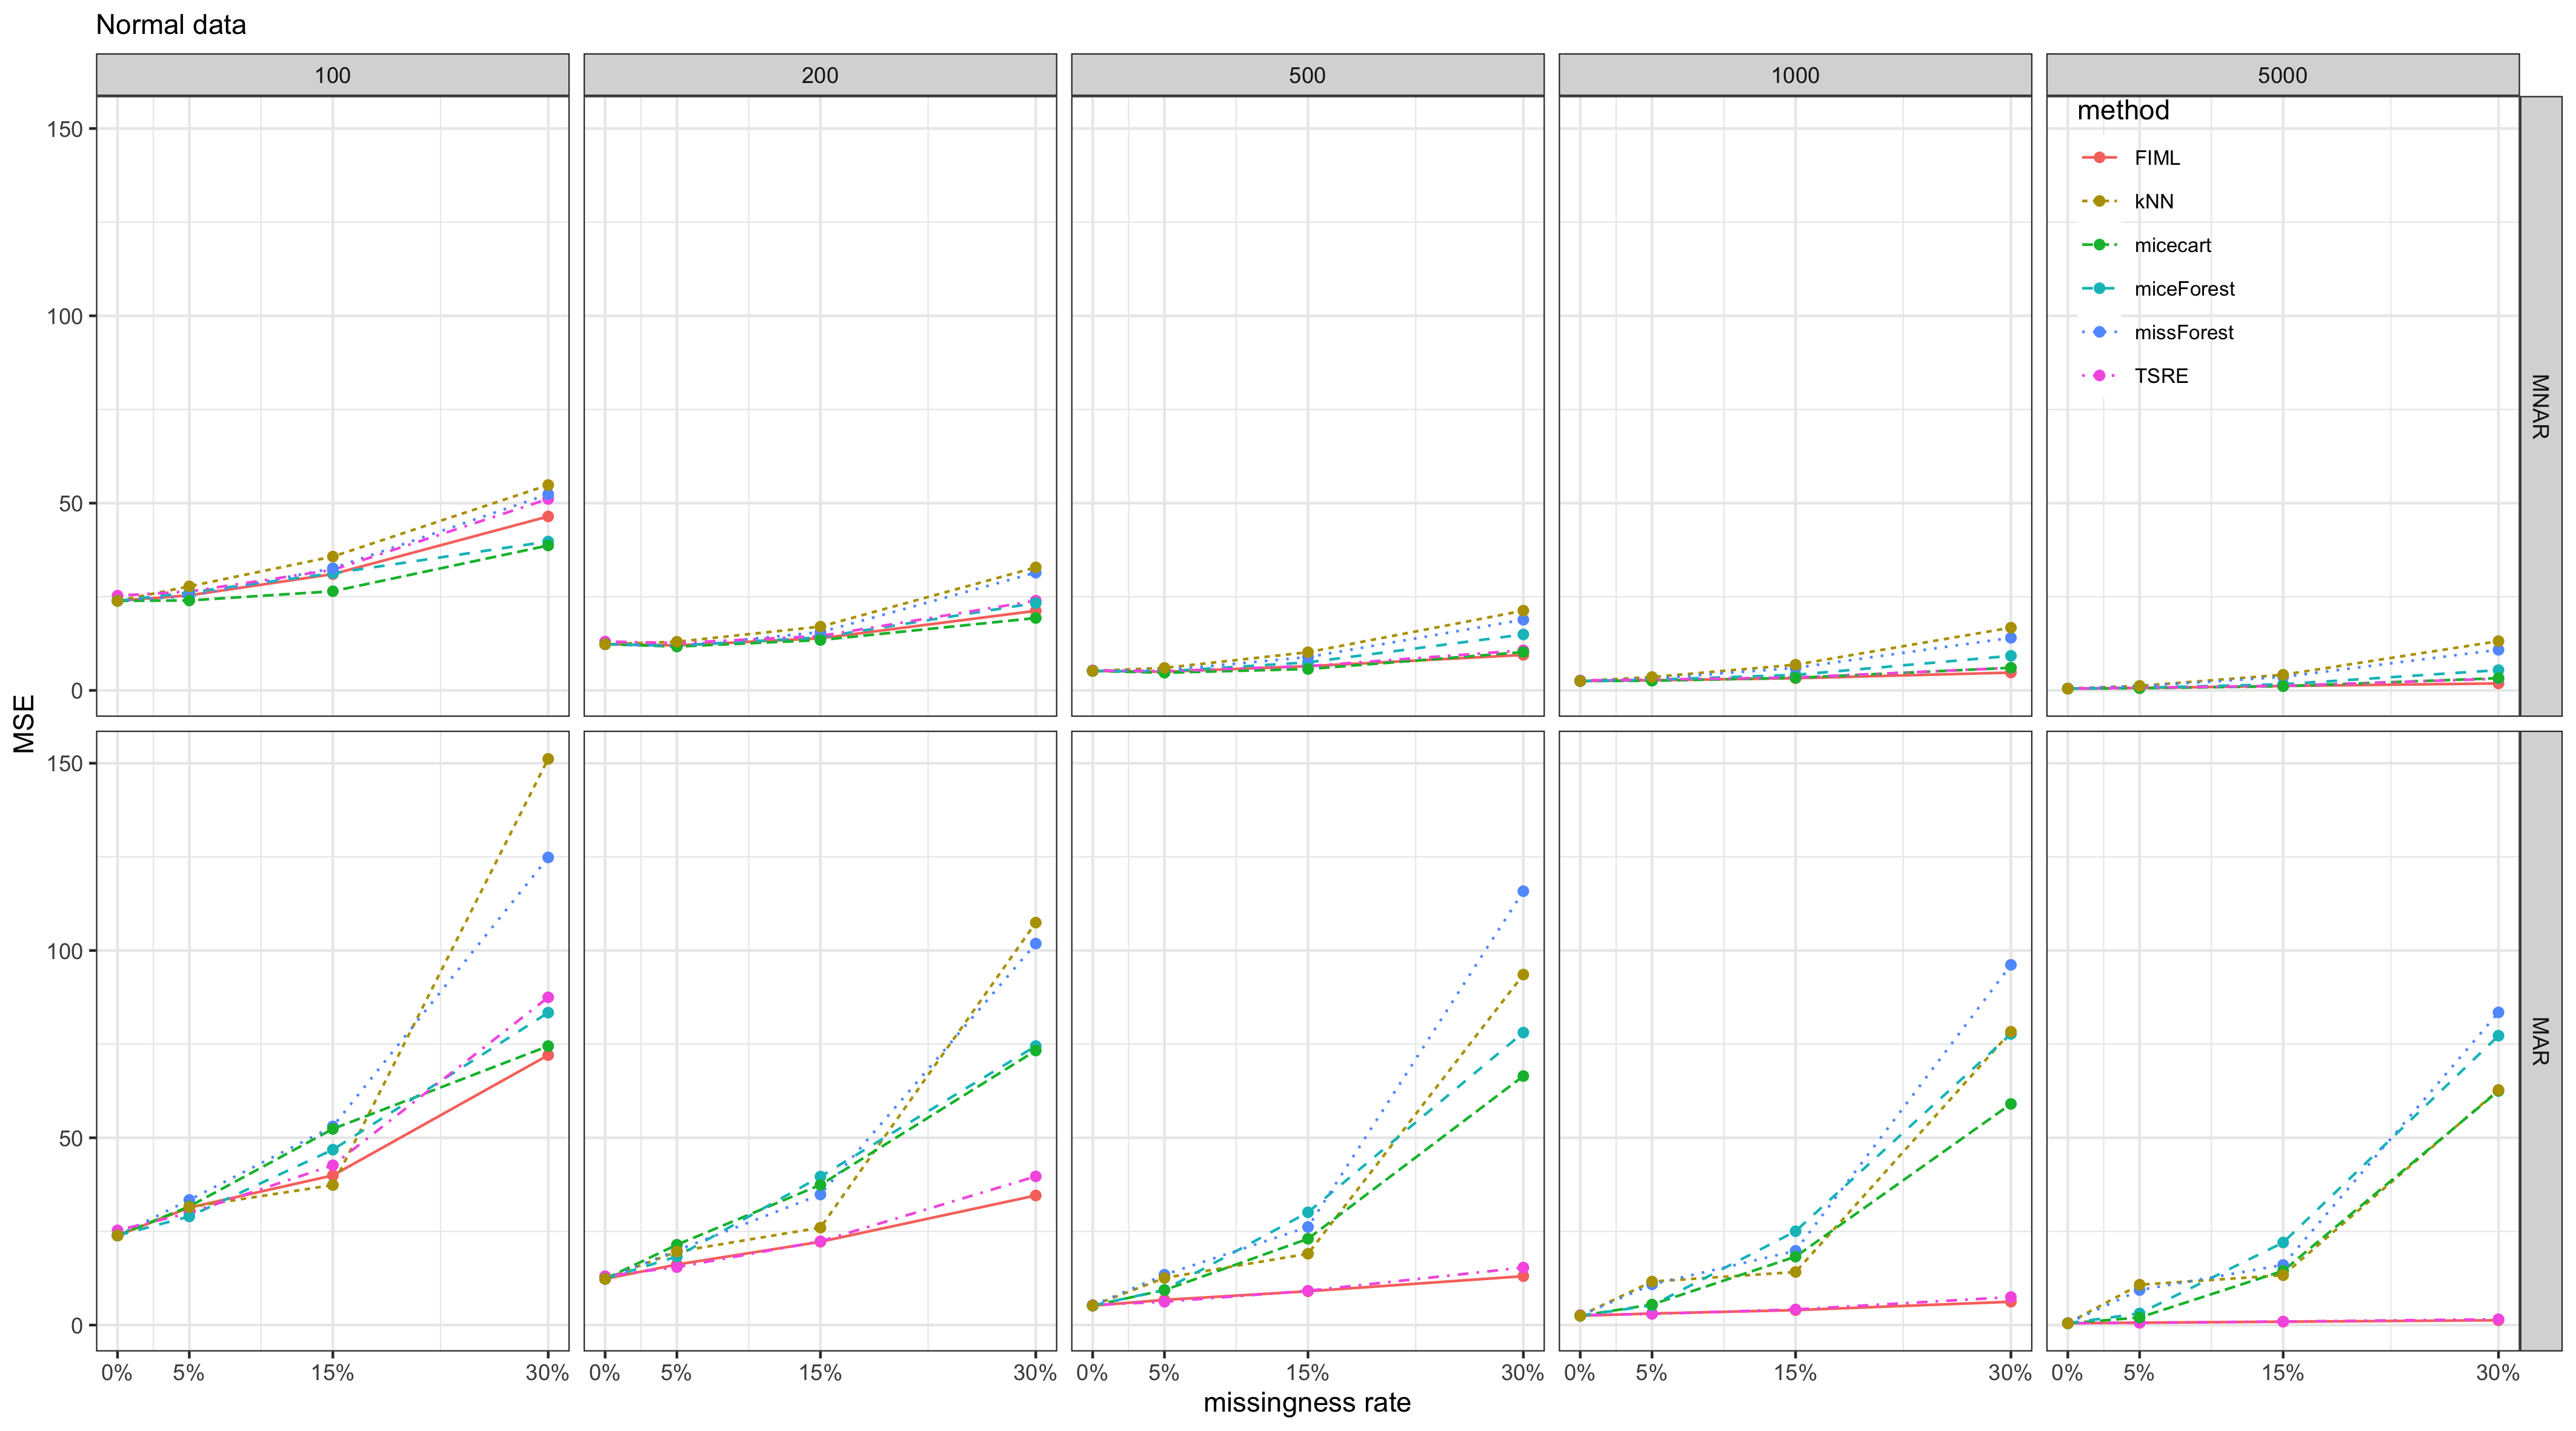 Normal data
100 200 500 1000 5000
method
FIML
kNN
micecart
miceForest
missForest
TSRE
150
100
50
0
MNAR
MSE
150
100
50
0
MAR
0% 5% 15% 30% 0% 5% 15% 30% 0% 5% 15% 30% 0% 5% 15% 30% 0% 5% 15% 30%
missingness rate